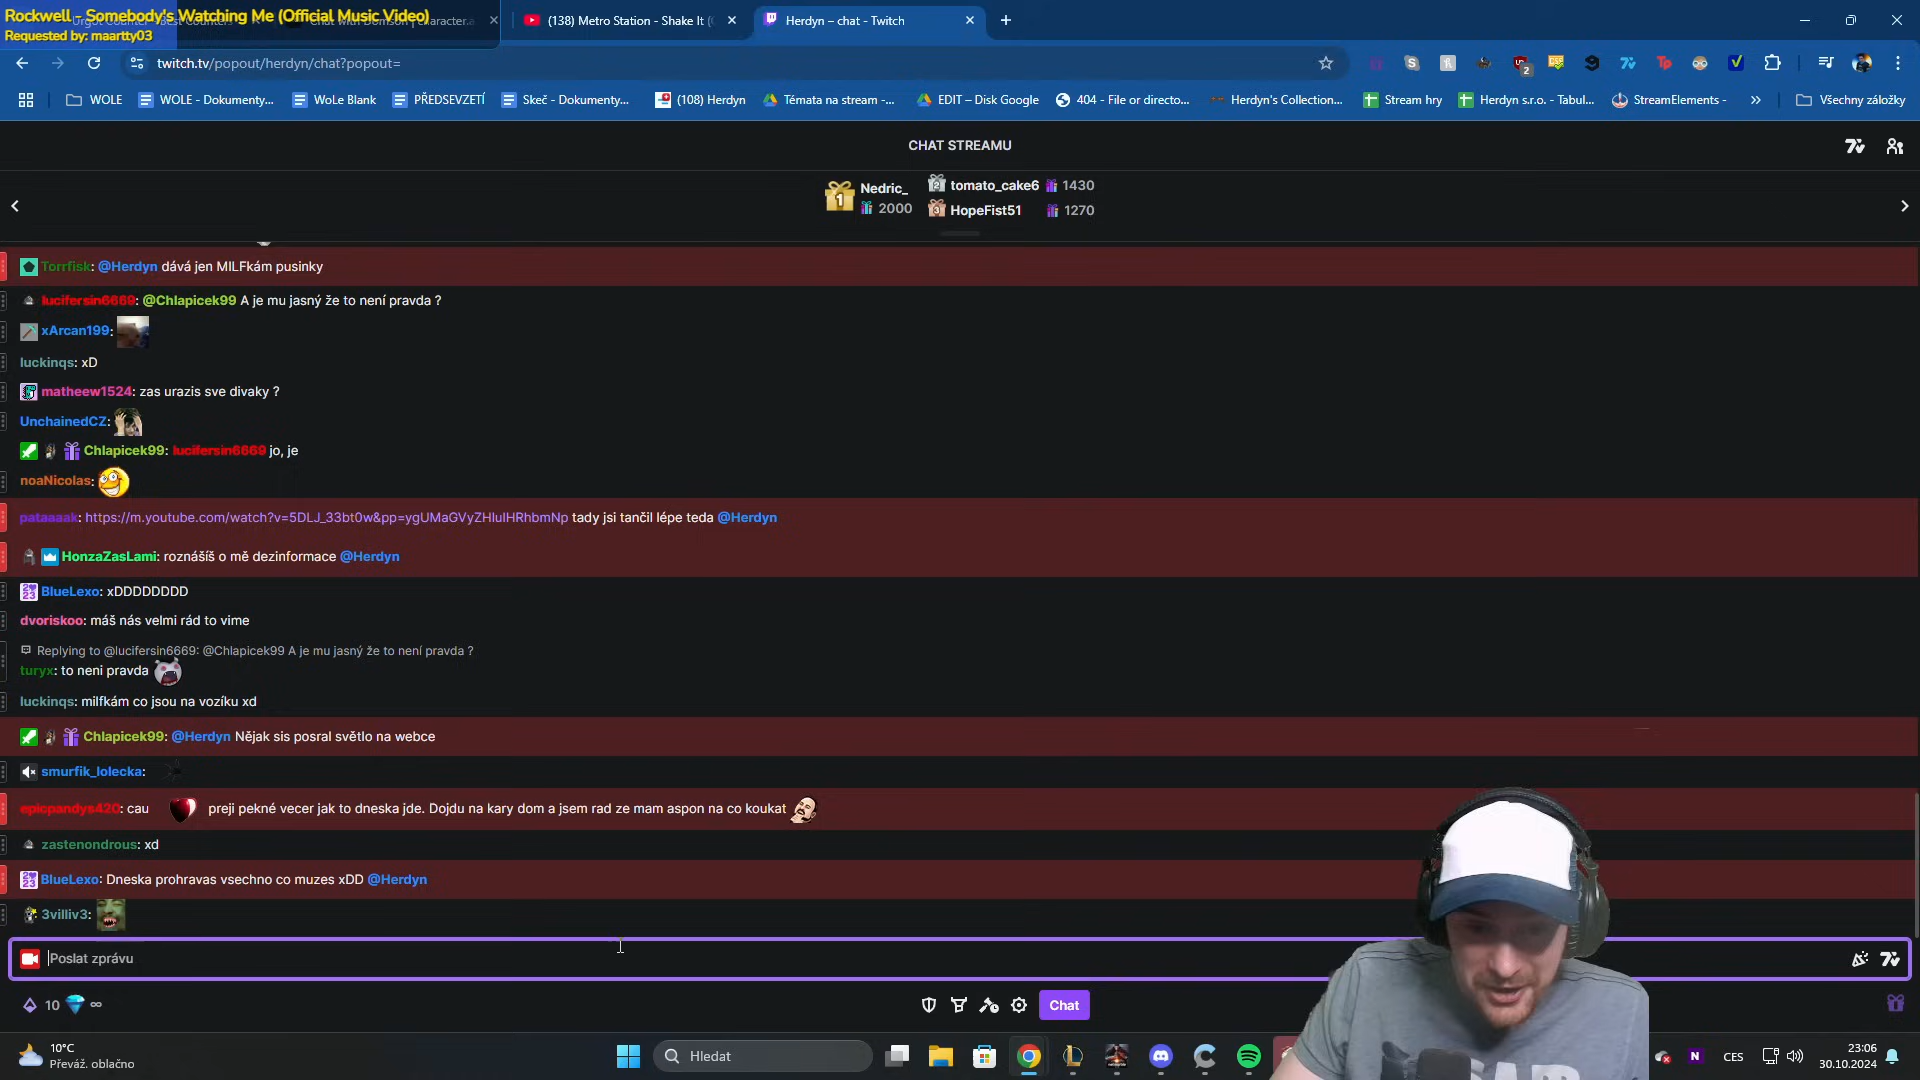 Rockwell - Somebody's Watching Me (Official Music Video)
Requested by: maartty03
(138) Metro Station - Shake It (
Herdyn – chat - Twitch
twitch.tv/popout/herdyn/chat?popout=
WOLE
WOLE - Dokumenty...
WoLe Blank
PŘEDSEVZETÍ
Skeč - Dokumenty...
(108) Herdyn
Témata na stream -...
EDIT – Disk Google
404 - File or directo...
Herdyn's Collection...
Stream hry
Herdyn s.r.o. - Tabul...
StreamElements -
Všechny záložky
CHAT STREAMU
Nedric_
2000
tomato_cake6 1430
HopeFist51 1270
Torrfisk: @Herdyn dává jen MILFkám pusinky
lucifersin6669: @Chlapicek99 A je mu jasný že to není pravda ?
xArcan199:
luckinqs: xD
matheew1524: zas urazis sve divaky ?
UnchainedCZ:
Chlapicek99: lucifersin6669 jo, je
noaNicolas:
pataaaak: https://m.youtube.com/watch?v=5DLJ_33bt0w&pp=ygUMaGVyZHluIHRhbmNp tady jsi tančil lépe teda @Herdyn
HonzaZasLami: roznášíš o mě dezinformace @Herdyn
BlueLexo: xDDDDDDDD
dvoriskoo: máš nás velmi rád to vime
Replying to @lucifersin6669: @Chlapicek99 A je mu jasný že to není pravda ?
turyx: to neni pravda
luckinqs: milfkám co jsou na vozíku xd
Chlapicek99: @Herdyn Nějak sis posral světlo na webce
smurfik_lolecka:
epicpandys420: cau preji pekné vecer jak to dneska jde. Dojdu na kary dom a jsem rad ze mam aspon na co koukat
zastenondrous: xd
BlueLexo: Dneska prohravas vsechno co muzes xDD @Herdyn
3villiv3:
Poslat zprávu
10 ∞
Chat
10°C
Převáž. oblačno
Hledat
CES
23:06
30.10.2024